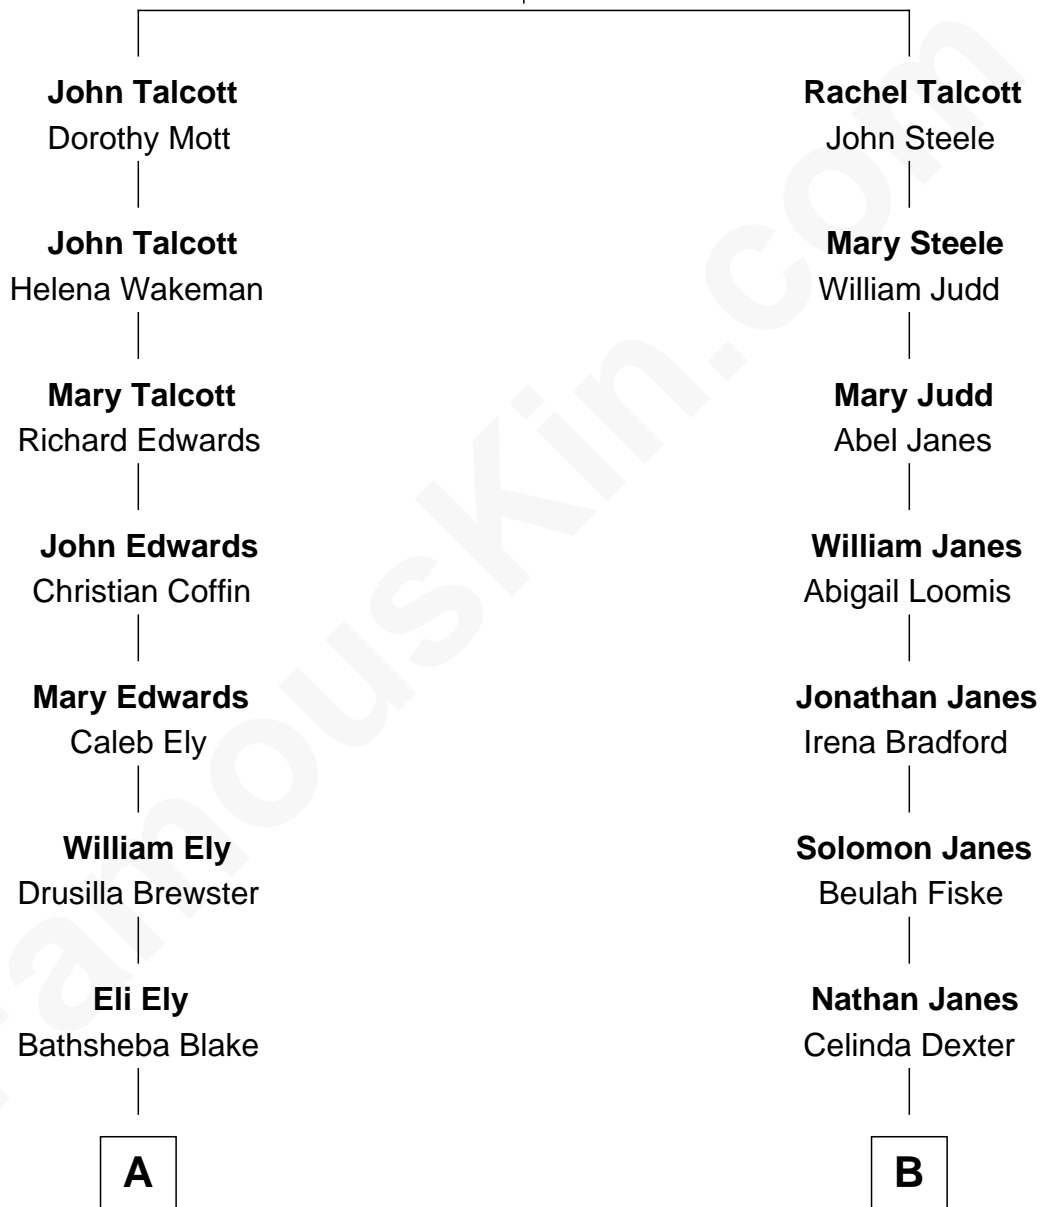 John Talcott
Dorothy Mott
Rachel Talcott
John Steele
John Talcott
Helena Wakeman
Mary Steele
William Judd
Mary Talcott
Richard Edwards
Mary Judd
Abel Janes
John Edwards
Christian Coffin
William Janes
Abigail Loomis
Mary Edwards
Caleb Ely
Jonathan Janes
Irena Bradford
William Ely
Drusilla Brewster
Solomon Janes
Beulah Fiske
Eli Ely
Bathsheba Blake
Nathan Janes
Celinda Dexter
A
B
FamousKin.com